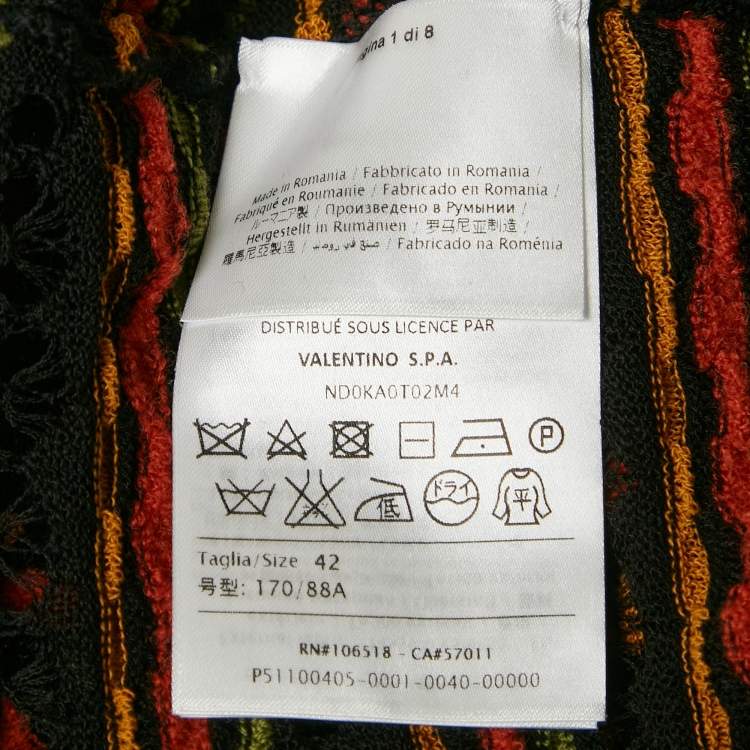 gina 1 di 8
Made in Romania / Fabbricato in Romania /
Fabriqué en Roumanie / Fabricado en Romania /
ルーマニア製 / Произведено в Румынии /
Hergestellt in Rumänien / 罗马尼亚制造 /
羅馬尼亞製造 / صنع في / Fabricado na Roménia
DISTRIBUÉ SOUS LICENCE PAR
VALENTINO S.P.A.
ND0KA0T02M4
P
低 ドライ 平
Taglia/Size 42
号型: 170/88A
RN#106518 - CA#57011
P51100405-0001-0040-00000